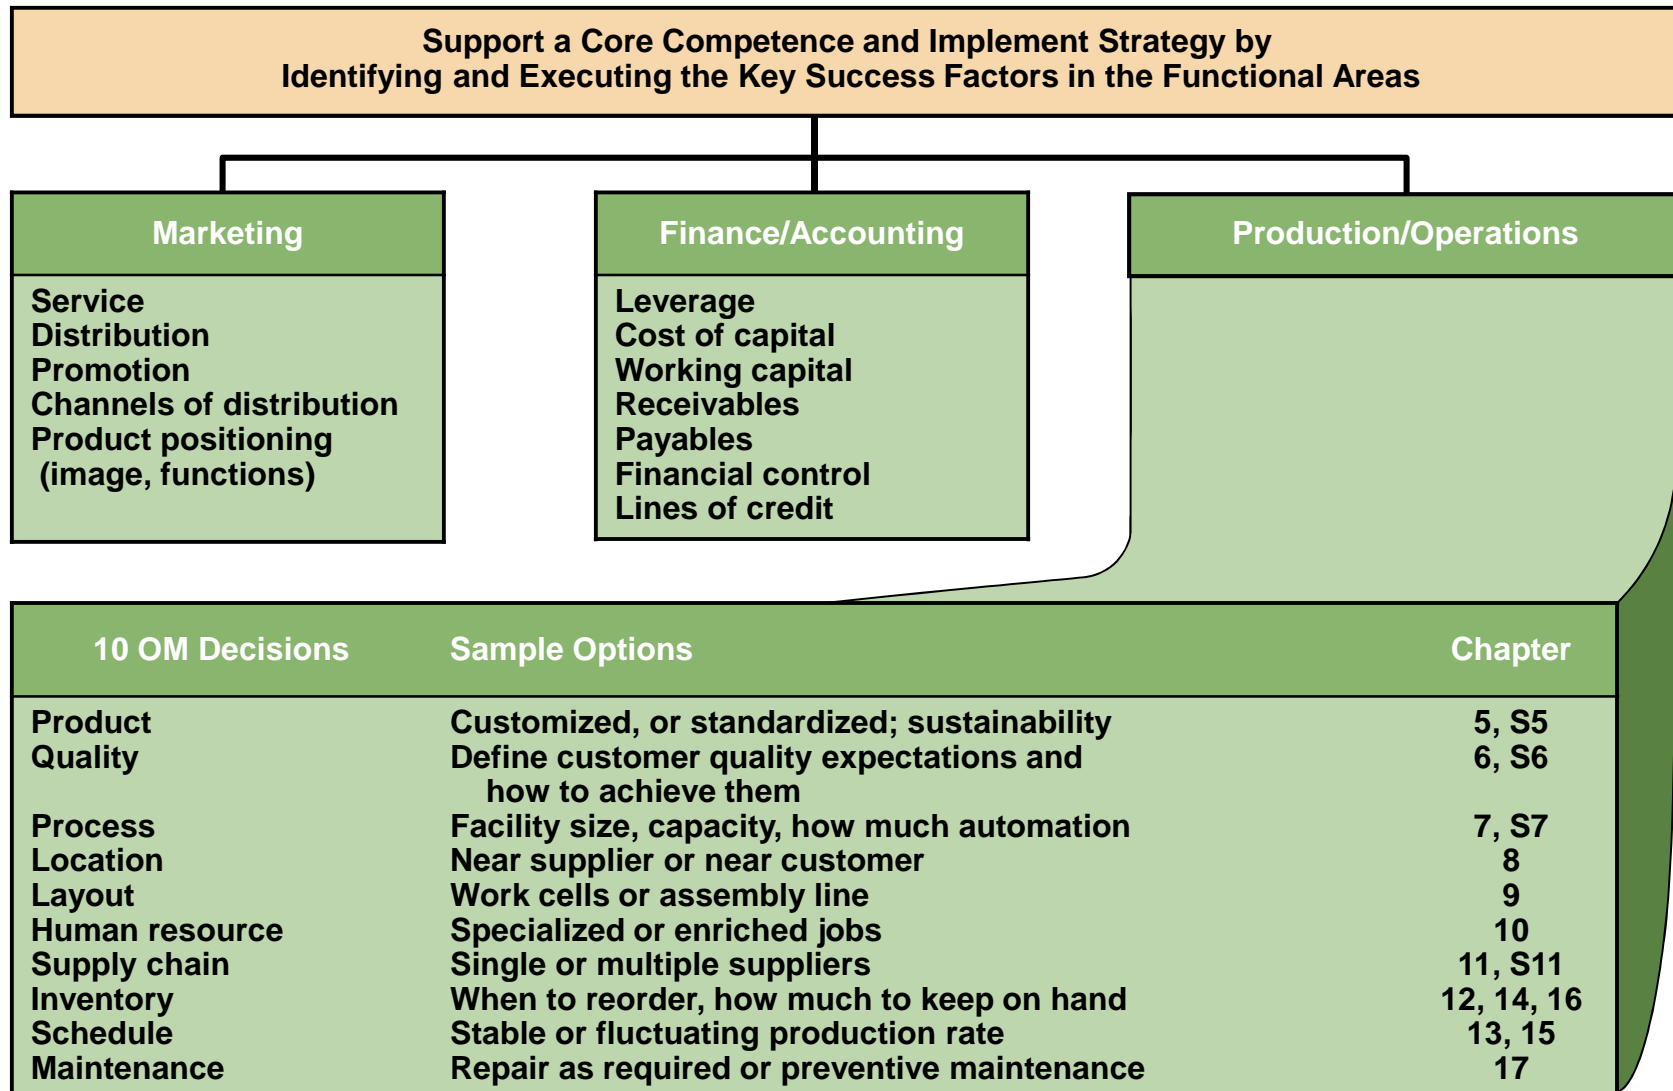 Support a Core Competence and Implement Strategy by
Identifying and Executing the Key Success Factors in the Functional Areas
Marketing
Service
Distribution
Promotion
Channels of distribution
Product positioning
(image, functions)
Finance/Accounting
Leverage
Cost of capital
Working capital
Receivables
Payables
Financial control
Lines of credit
Production/Operations
10 OM Decisions Sample Options Chapter
Product Customized, or standardized; sustainability 5, S5
Quality Define customer quality expectations and 6, S6
how to achieve them
Process Facility size, capacity, how much automation 7, S7
Location Near supplier or near customer 8
Layout Work cells or assembly line 9
Human resource Specialized or enriched jobs 10
Supply chain Single or multiple suppliers 11, S11
Inventory When to reorder, how much to keep on hand 12, 14, 16
Schedule Stable or fluctuating production rate 13, 15
Maintenance Repair as required or preventive maintenance 17